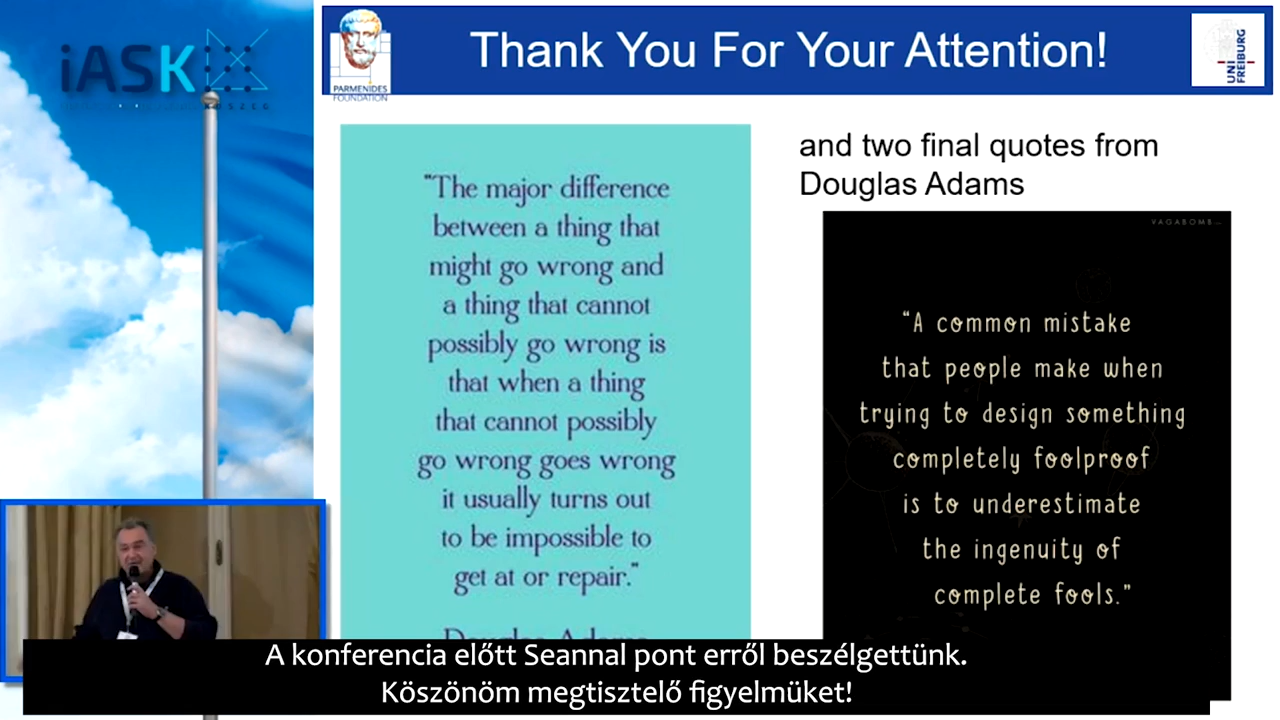 iASK
KŐSZEG
PARMENIDES
FOUNDATION
Thank You For Your Attention!
UNI
FREIBURG
"The major difference
between a thing that
might go wrong and
a thing that cannot
possibly go wrong is
that when a thing
that cannot possibly
go wrong goes wrong
it usually turns out
to be impossible to
get at or repair."
Douglas Adams
and two final quotes from
Douglas Adams
VAGABOMB
“A common mistake
that people make when
trying to design something
completely foolproof
is to underestimate
the ingenuity of
complete fools.”
A konferencia előtt Seannal pont erről beszélgettünk.
Köszönöm megtisztelő figyelmüket!